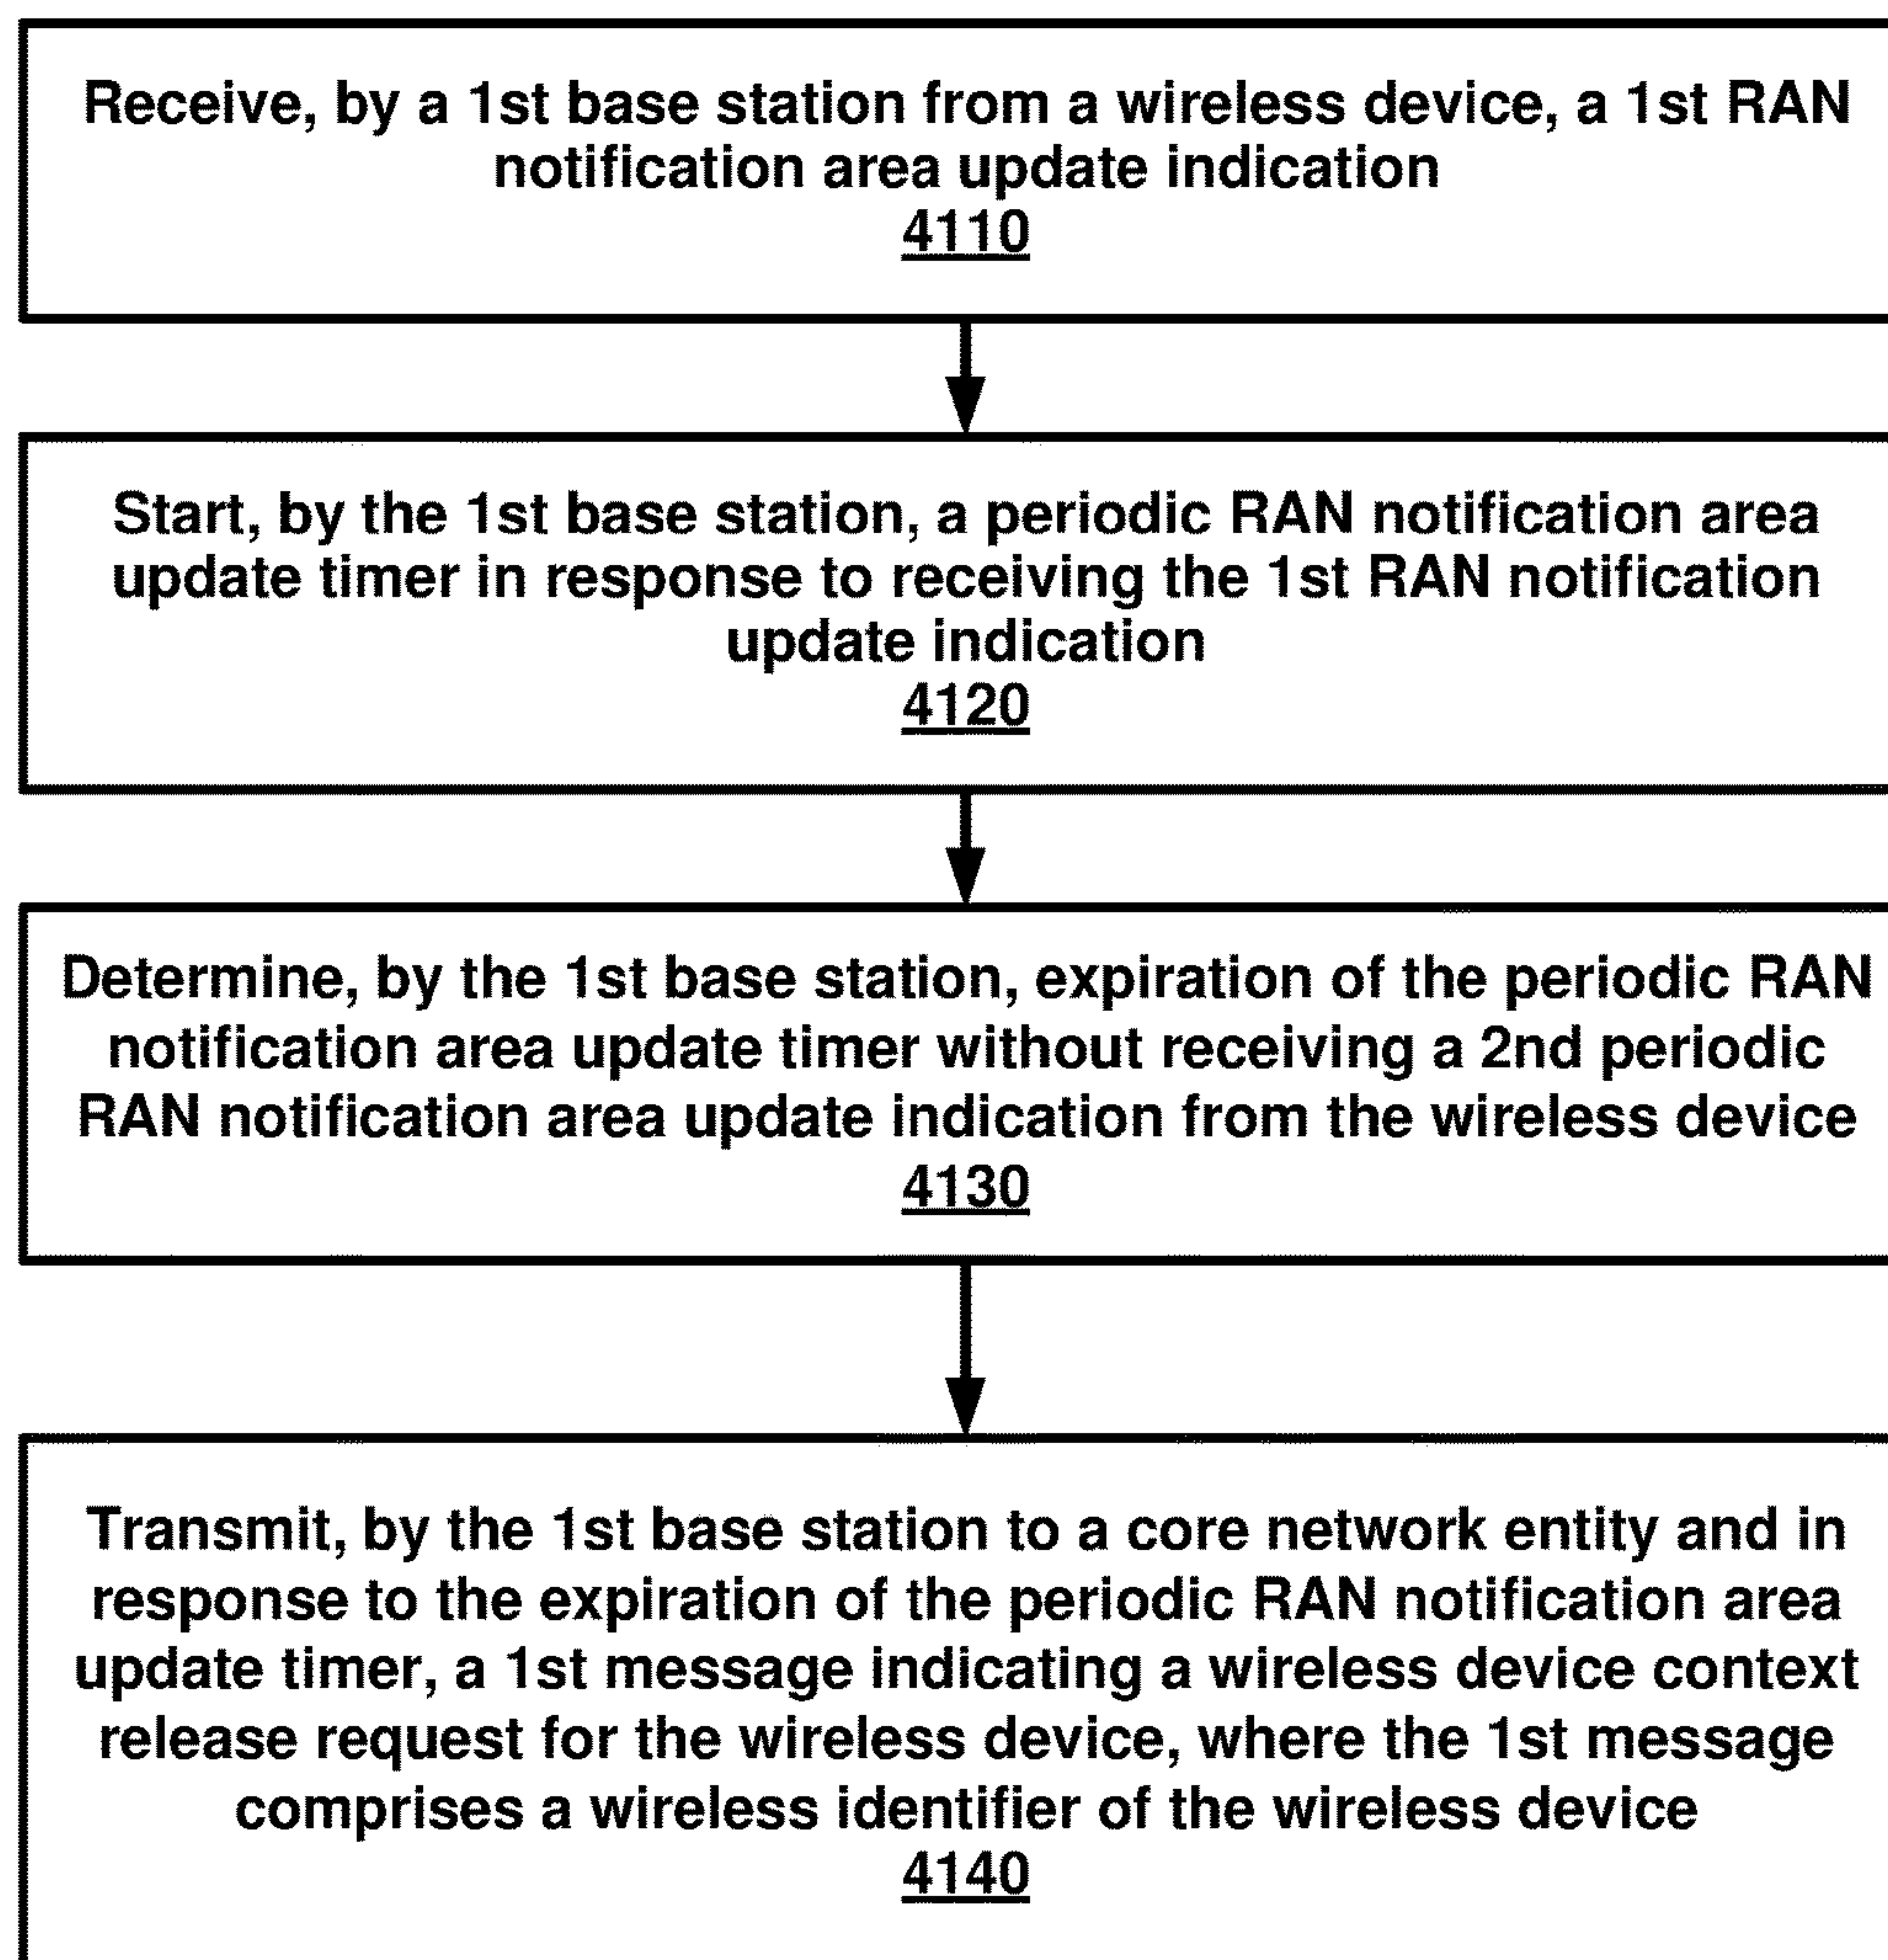 Receive, by a 1st base station from a wireless device, a 1st RAN
notification area update indication
4110
Start, by the 1st base station, a periodic RAN notification area
update timer in response to receiving the 1st RAN notification
update indication
4120
Determine, by the 1st base station, expiration of the periodic RAN
notification area update timer without receiving a 2nd periodic
RAN notification area update indication from the wireless device
4130
Transmit, by the 1st base station to a core network entity and in
response to the expiration of the periodic RAN notification area
update timer, a 1st message indicating a wireless device context
release request for the wireless device, where the 1st message
comprises a wireless identifier of the wireless device
4140